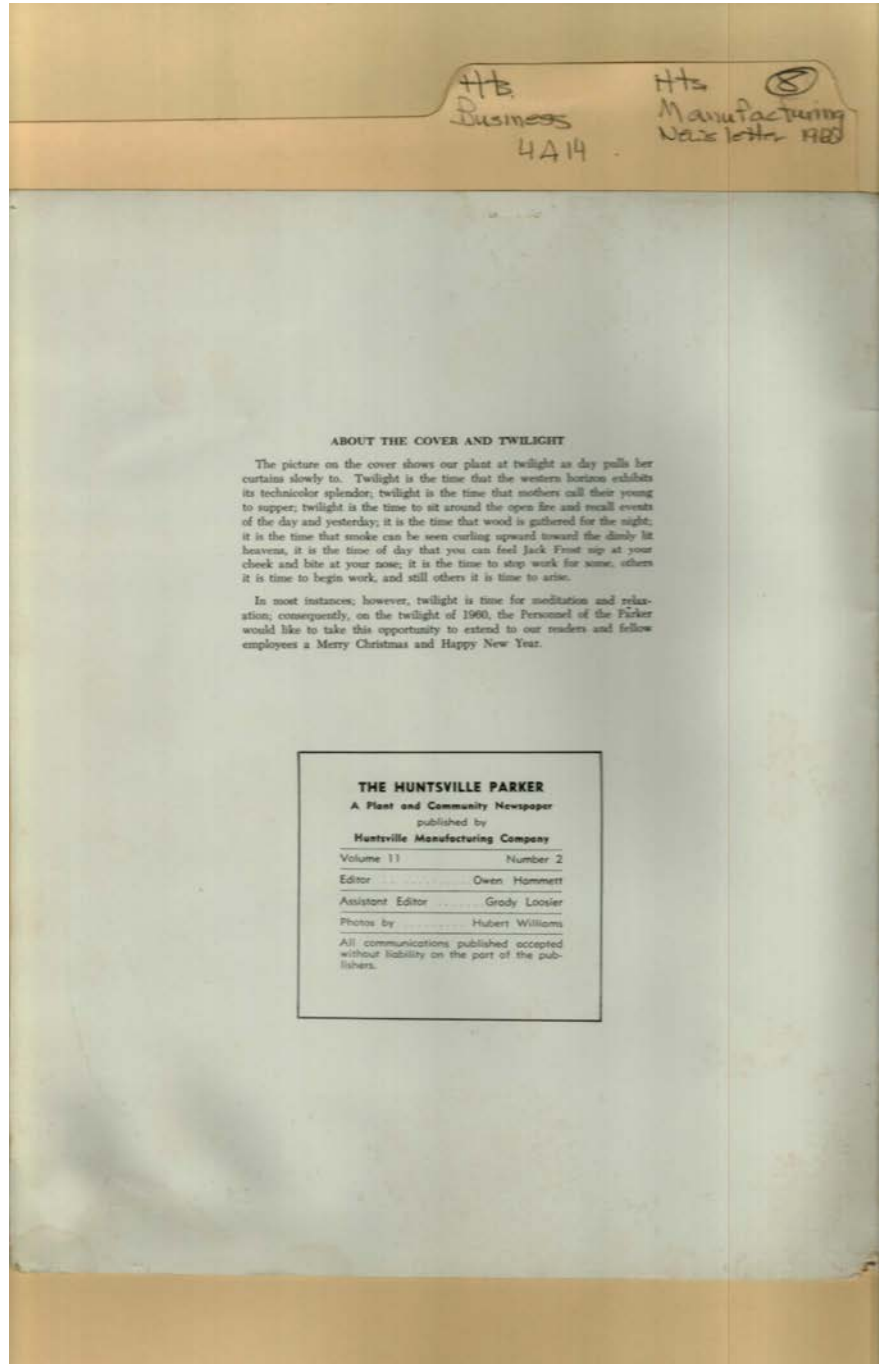 Hts. Hts. 8
Business Manufacturing
4A14 Newsletter 1960
ABOUT THE COVER AND TWILIGHT
The picture on the cover shows our plant at twilight as day pulls her
curtains slowly to. Twilight is the time that the western horizon exhibits
its technicolor splendor; twilight is the time that mothers call their young
to supper; twilight is the time to sit around the open fire and recall events
of the day and yesterday; it is the time that wood is gathered for the night;
it is the time that smoke can be seen curling upward toward the dimly lit
heavens, it is the time of day that you can feel Jack Frost nip at your
cheek and bite at your nose; it is the time to stop work for some, others
it is time to begin work, and still others it is time to arise.
In most instances; however, twilight is time for meditation and relax-
ation; consequently, on the twilight of 1960, the Personnel of the Parker
would like to take this opportunity to extend to our readers and fellow
employees a Merry Christmas and Happy New Year.
THE HUNTSVILLE PARKER
A Plant and Community Newspaper
published by
Huntsville Manufacturing Company
Volume 11 Number 2
Editor . . . . . . . . . . . . Owen Hammett
Assistant Editor . . . . . . . Grady Loosier
Photos by . . . . . . . . . . Hubert Williams
All communications published accepted
without liability on the part of the pub-
lishers.